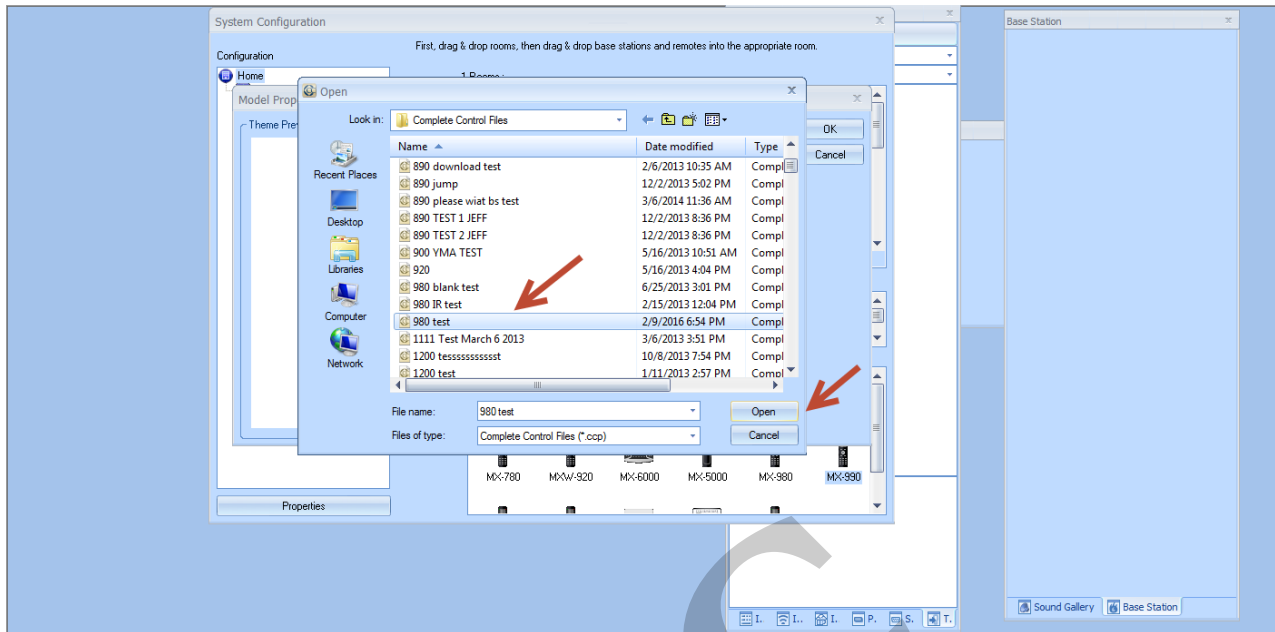 System Configuration
Base Station
First, drag & drop rooms, then drag & drop base stations and remotes into the appropriate room.
Configuration
Home
Open
Model Prop
Theme Pre
Look in:
Complete Control Files
OK
Cancel
Recent Places
Desktop
Libraries
Computer
Network
Name
Date modified
Type
890 download test 2/6/2013 10:35 AM Compl
890 jump 12/2/2013 5:02 PM Compl
890 please wiat bs test 3/6/2014 11:36 AM Compl
890 TEST 1 JEFF 12/2/2013 8:36 PM Compl
890 TEST 2 JEFF 12/2/2013 8:36 PM Compl
900 YMA TEST 5/16/2013 10:51 AM Compl
920 5/16/2013 4:04 PM Compl
980 blank test 6/25/2013 3:01 PM Compl
980 IR test 2/15/2013 12:04 PM Compl
980 test 2/9/2016 6:54 PM Compl
1111 Test March 6 2013 3/6/2013 3:51 PM Compl
1200 tessssssssssst 10/8/2013 7:54 PM Compl
1200 test 1/11/2013 2:57 PM Compl
File name:
980 test
Open
Files of type:
Complete Control Files (*.ccp)
Cancel
MX-780 MXW-920 MX-6000 MX-5000 MX-980 MX-990
Properties
Sound Gallery Base Station
I. I.. I. P. S. T.